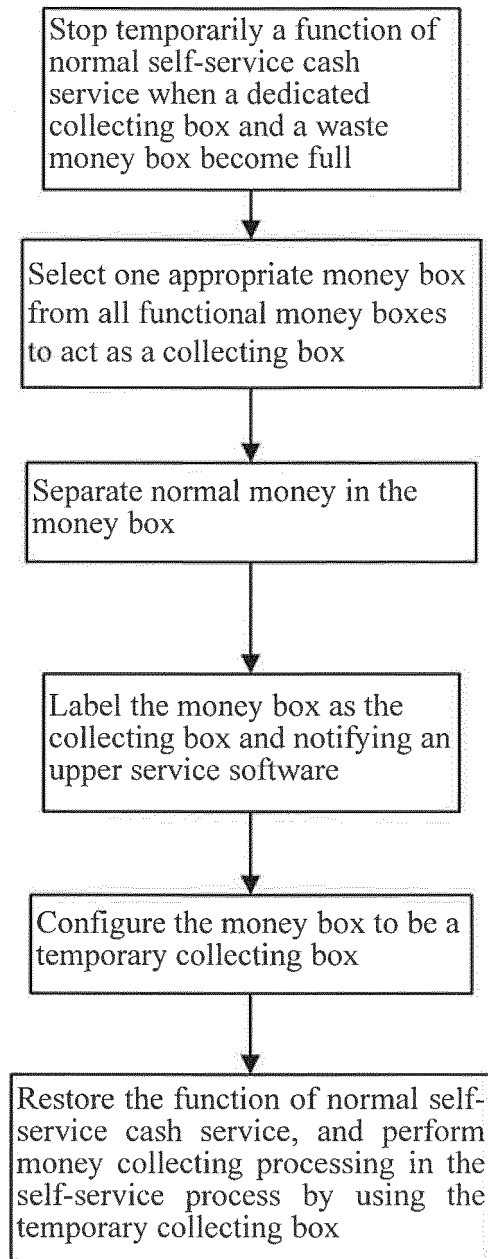 Stop temporarily a function of
normal self-service cash
service when a dedicated
collecting box and a waste
money box become full
Select one appropriate money box
from all functional money boxes
to act as a collecting box
Separate normal money in the
money box
Label the money box as the
collecting box and notifying an
upper service software
Configure the money box to be a
temporary collecting box
Restore the function of normal self-
service cash service, and perform
money collecting processing in the
self-service process by using the
temporary collecting box